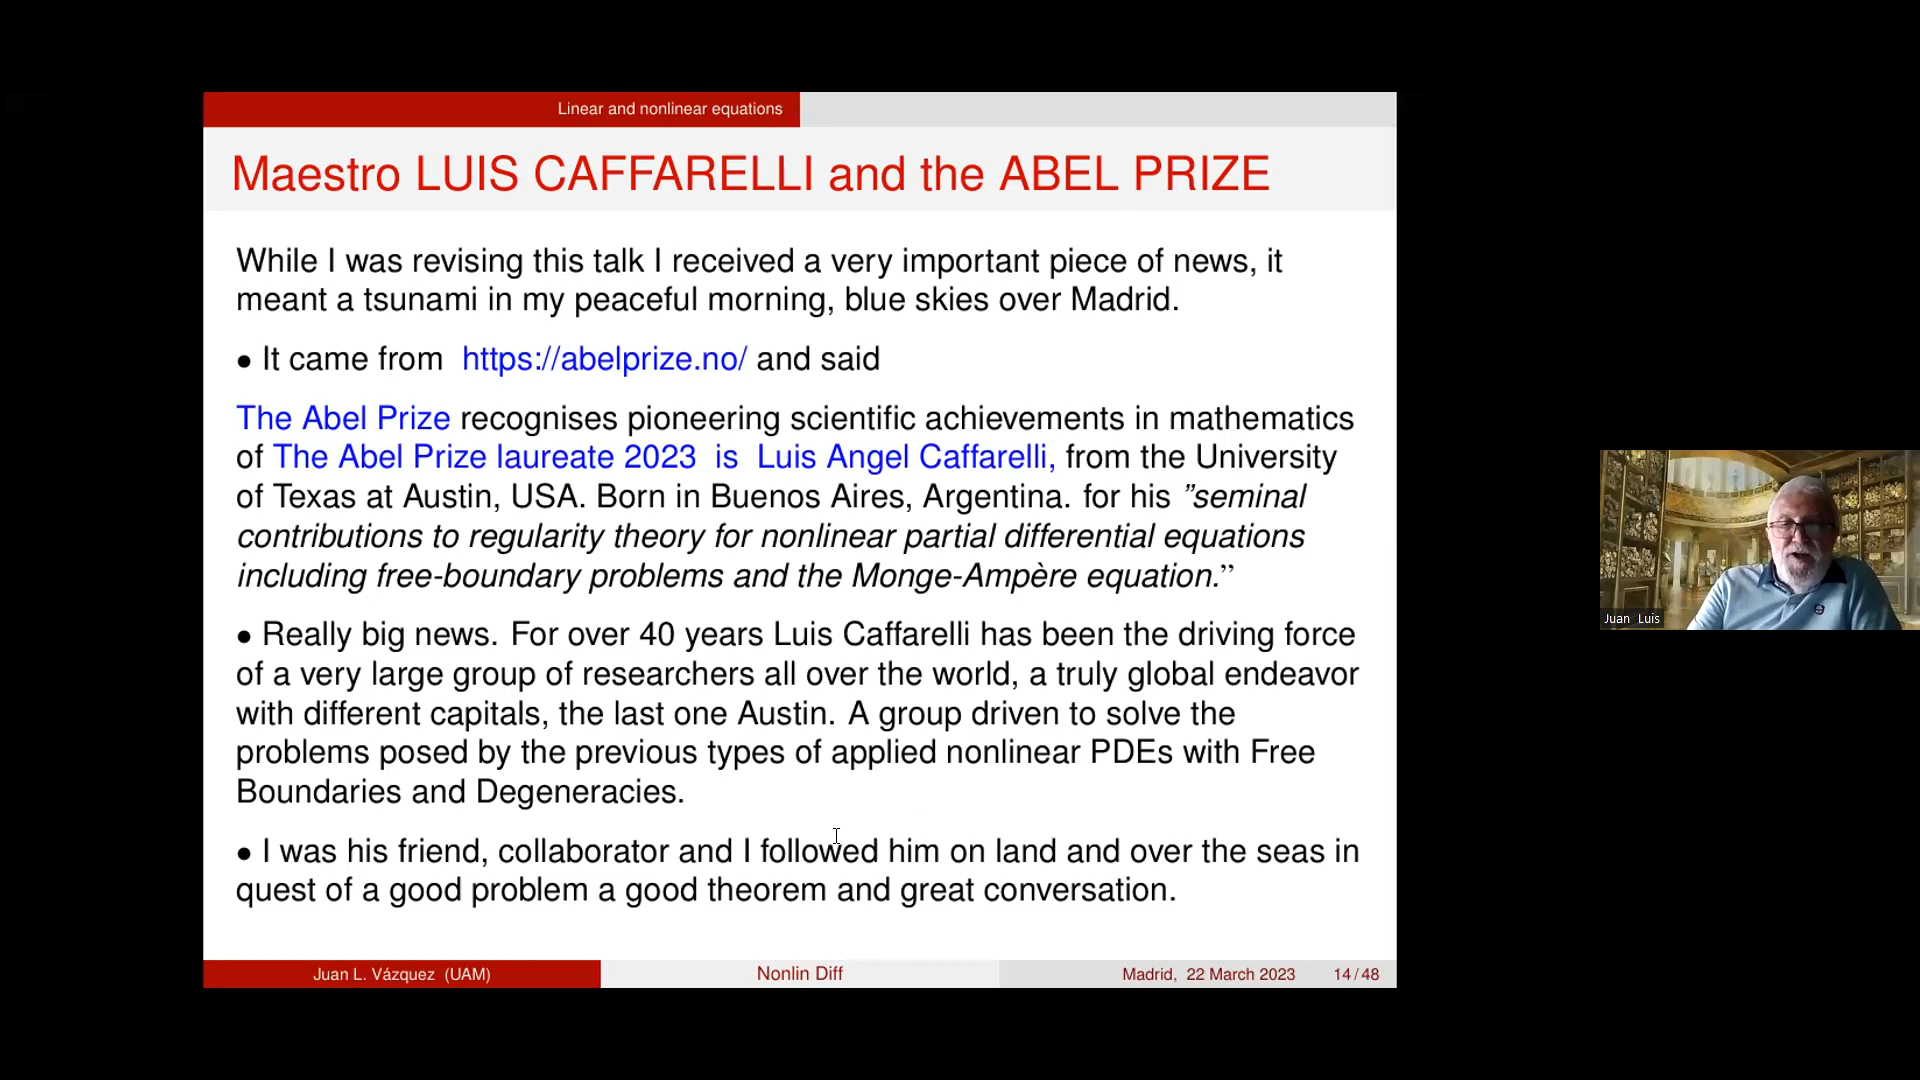 Linear and nonlinear equations
Maestro LUIS CAFFARELLI and the ABEL PRIZE
While I was revising this talk I received a very important piece of news, it
meant a tsunami in my peaceful morning, blue skies over Madrid.
• It came from https://abelprize.no/ and said
The Abel Prize recognises pioneering scientific achievements in mathematics
of The Abel Prize laureate 2023 is Luis Angel Caffarelli, from the University
of Texas at Austin, USA. Born in Buenos Aires, Argentina. for his ”seminal
contributions to regularity theory for nonlinear partial differential equations
including free-boundary problems and the Monge-Ampère equation.”
• Really big news. For over 40 years Luis Caffarelli has been the driving force
of a very large group of researchers all over the world, a truly global endeavor
with different capitals, the last one Austin. A group driven to solve the
problems posed by the previous types of applied nonlinear PDEs with Free
Boundaries and Degeneracies.
• I was his friend, collaborator and I followed him on land and over the seas in
quest of a good problem a good theorem and great conversation.
Juan L. Vázquez (UAM)
Nonlin Diff
Madrid, 22 March 2023
14 / 48
Juan Luis